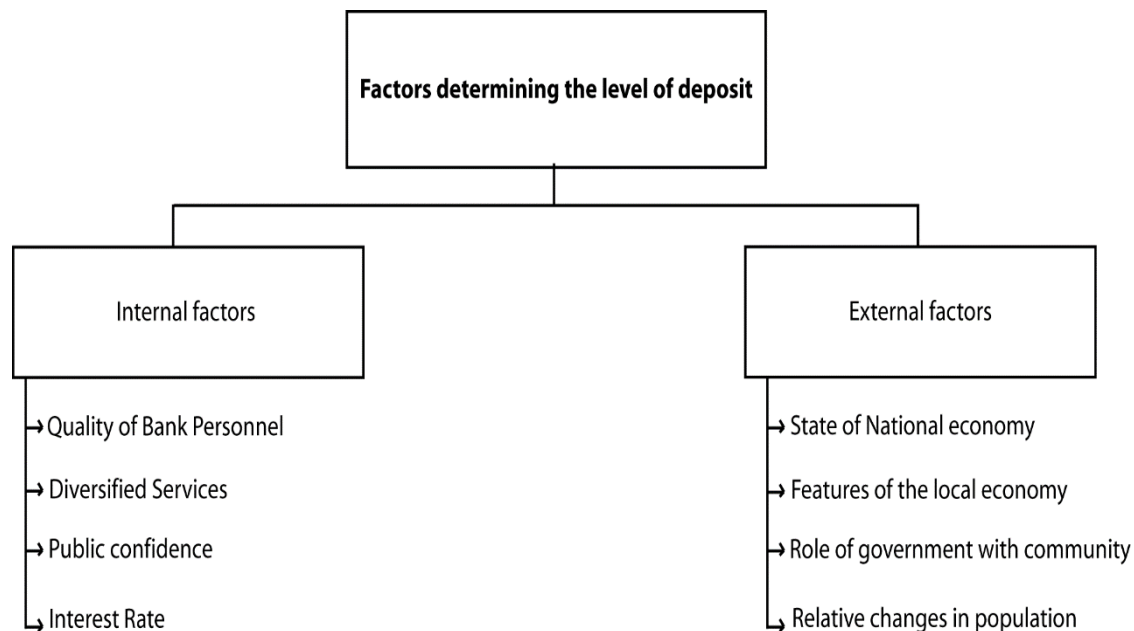 Factors determining the level of deposit
Internal factors
Quality of Bank Personnel
Diversified Services
Public confidence
Interest Rate
External factors
State of National economy
Features of the local economy
Role of government with community
Relative changes in population